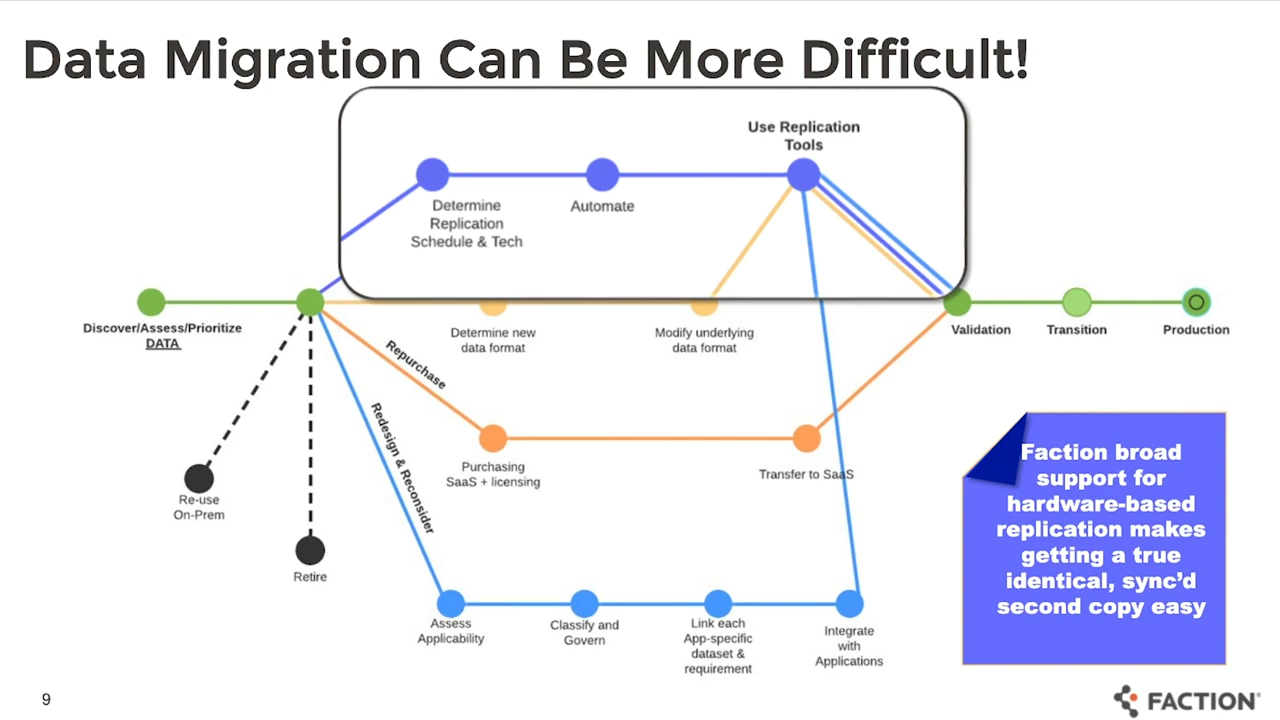 Data Migration Can Be More Difficult!
Use Replication
Tools
Determine
Replication
Schedule & Tech
Automate
Discover/Assess/Prioritize
DATA
Determine new
data format
Modify underlying
data format
Validation
Transition
Production
Repurchase
Redesign & Reconsider
Purchasing
SaaS + licensing
Transfer to SaaS
Re-use
On-Prem
Retire
Assess
Applicability
Classify and
Govern
Link each
App-specific
dataset &
requirement
Integrate
with
Applications
Faction broad
support for
hardware-based
replication makes
getting a true
identical, sync’d
second copy easy
9
FACTION®